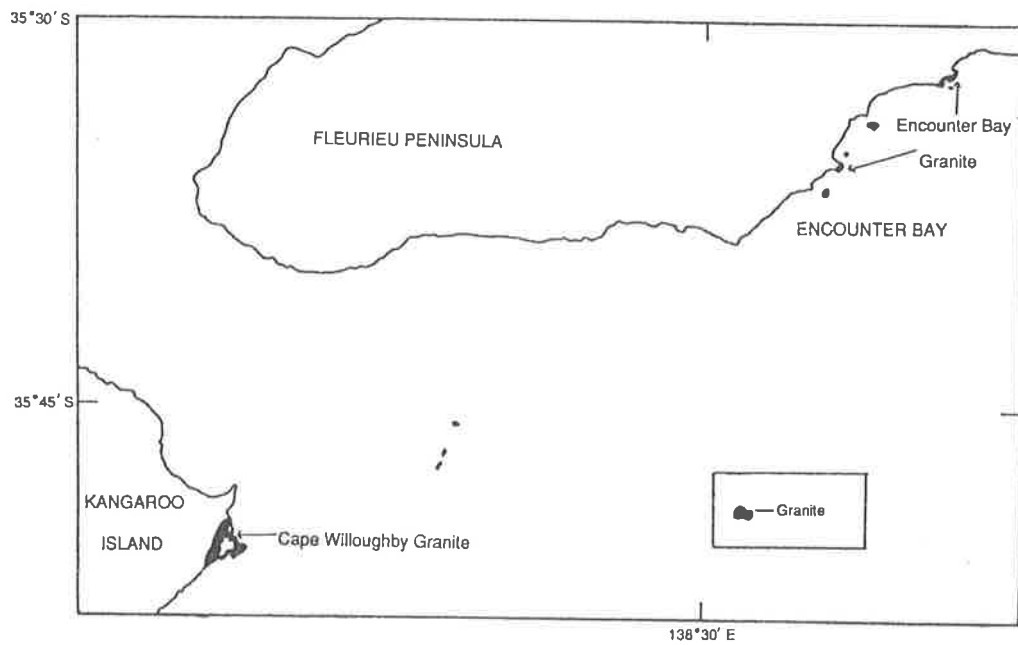 35°30' S
FLEURIEU PENINSULA
Encounter Bay
Granite
ENCOUNTER BAY
35°45' S
KANGAROO
ISLAND
Cape Willoughby Granite
Granite
138°30' E